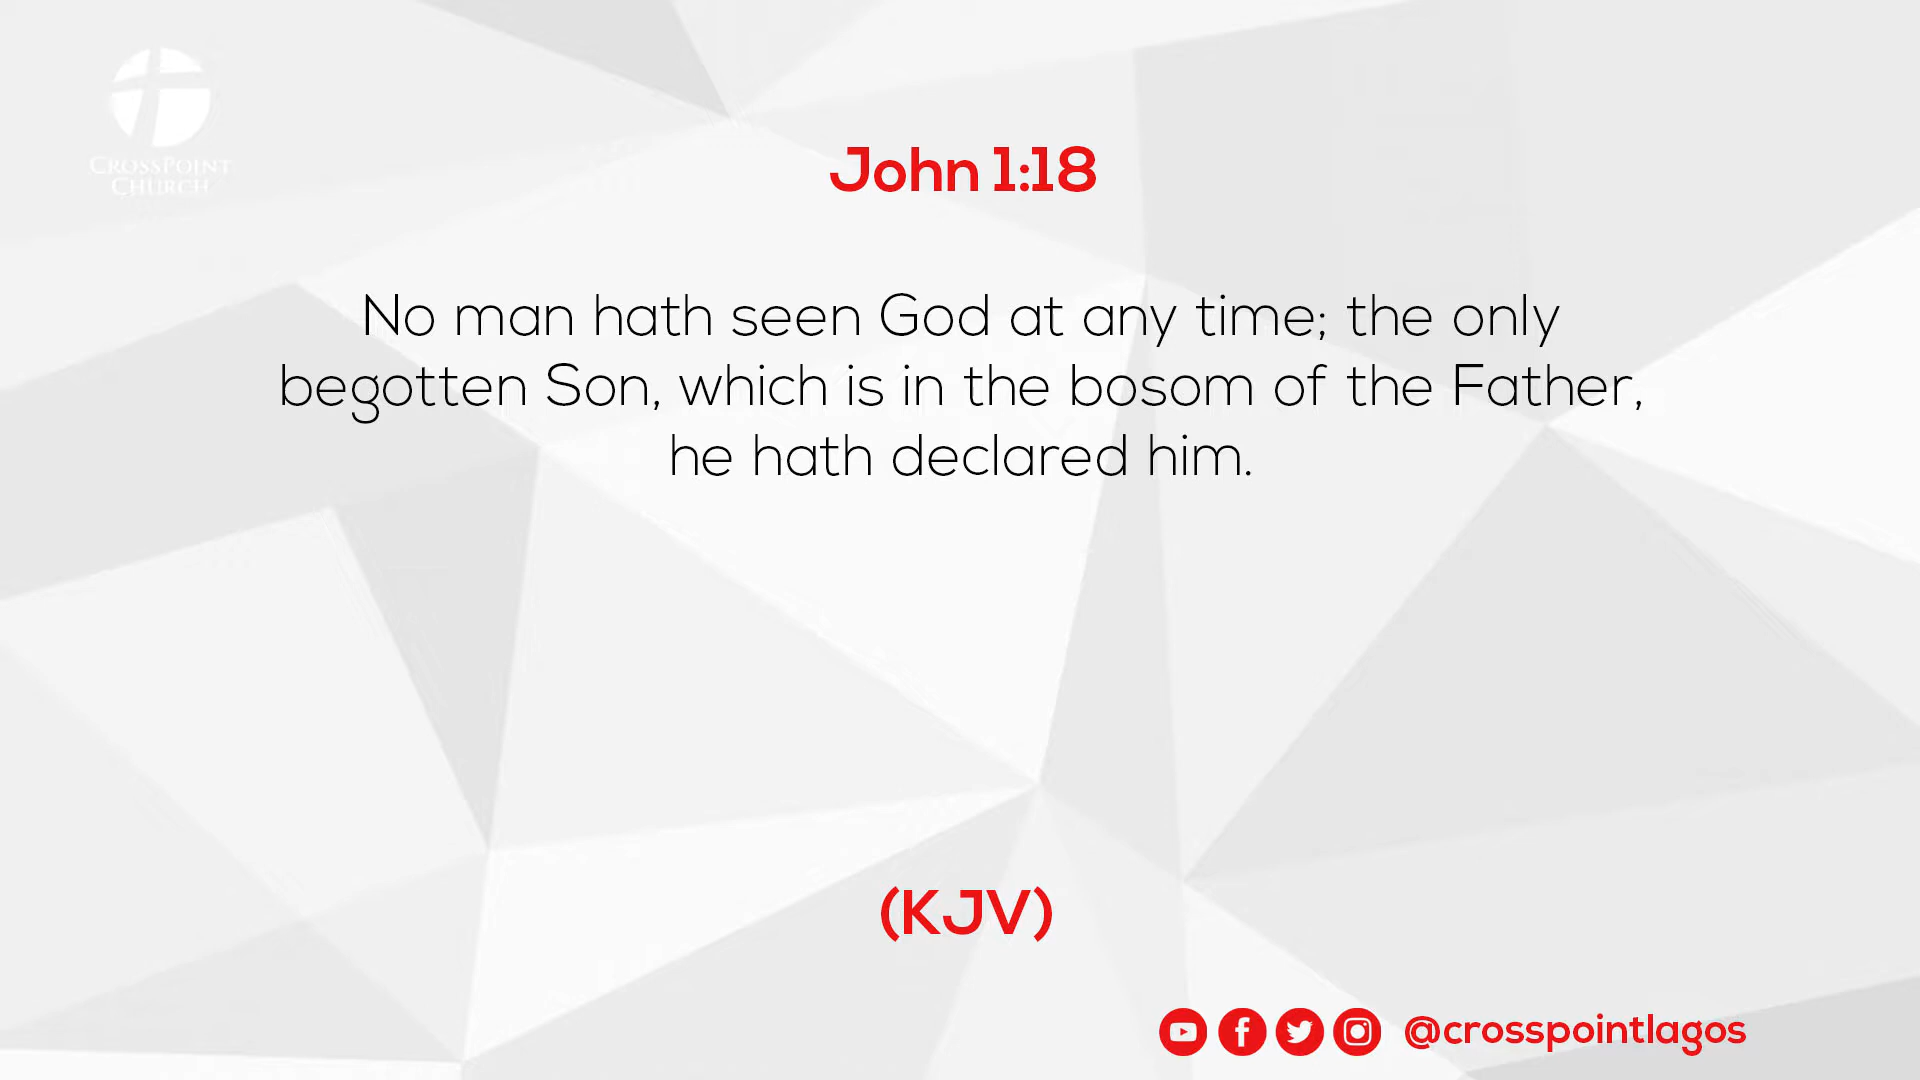 CROSSPOINT
CHURCH
John 1:18
No man hath seen God at any time; the only
begotten Son, which is in the bosom of the Father,
he hath declared him.
(KJV)
@crosspointlagos